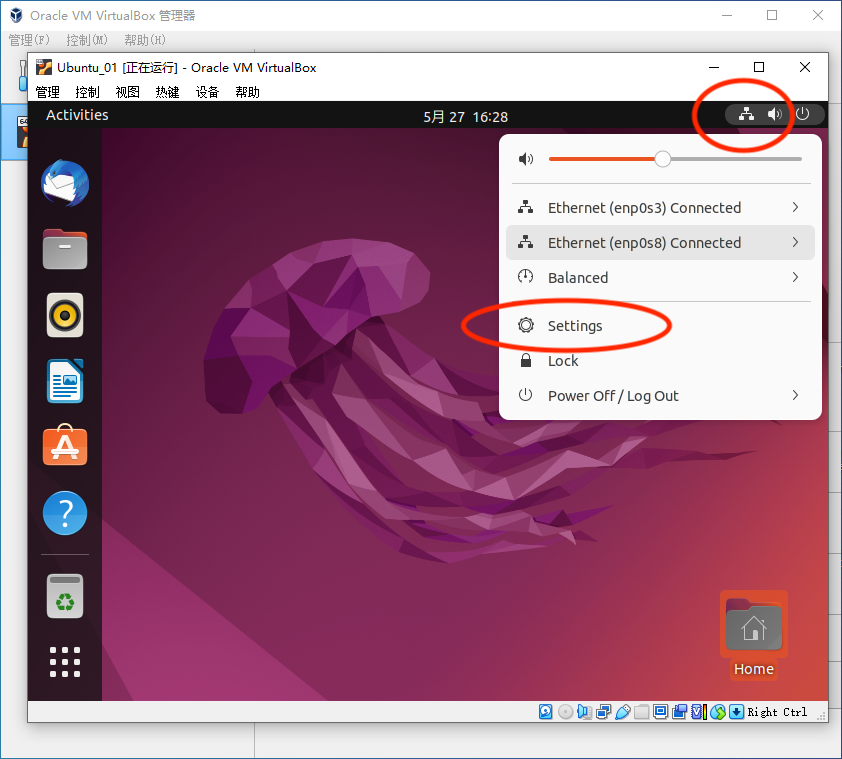 Oracle VM VirtualBox 管理器
管理(F) 控制(M) 帮助(H)
Ubuntu_01 [正在运行] - Oracle VM VirtualBox
管理 控制 视图 热键 设备 帮助
Activities 5月 27 16:28
64
Ethernet (enp0s3) Connected
Ethernet (enp0s8) Connected
Balanced
Settings
Lock
Power Off / Log Out
?
Home
Right Ctrl